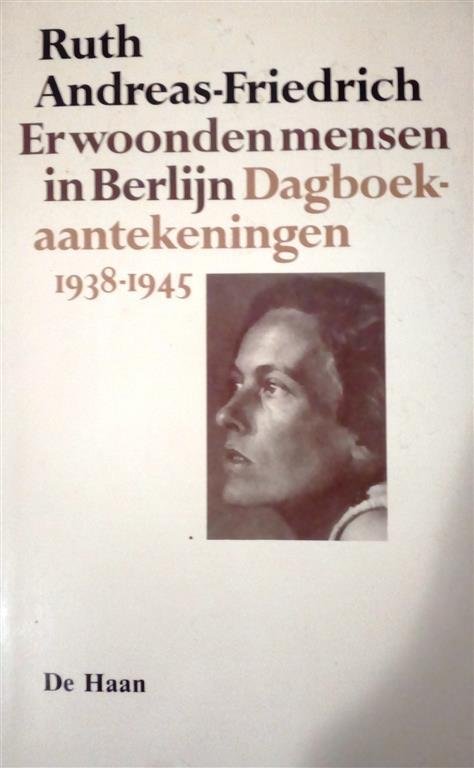 Ruth
Andreas-Friedrich
Er woonden mensen
in Berlijn Dagboek-
aantekeningen
1938-1945
De Haan